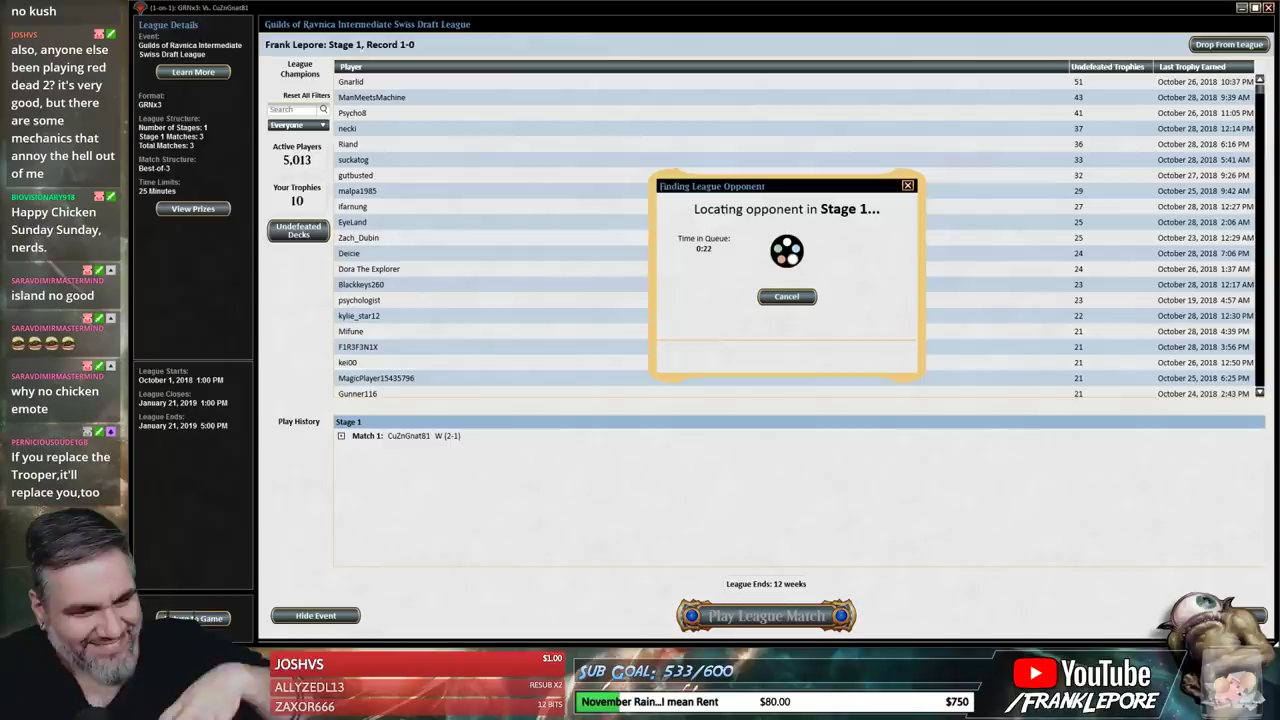 no kush
JOSHVS
also, anyone else
been playing red
dead 2? it's very
good, but there
are some
mechanics that
annoy the hell out
of me
BIOVISIONARY918
Happy Chicken
Sunday Sunday,
nerds.
SARAVDIMIRMASTERMIND
island no good
SARAVDIMIRMASTERMIND
SARAVDIMIRMASTERMIND
why no chicken
emote
PERNICIOUSDUDETGB
If you replace the
Trooper,it'll
replace you,too
(1-on-1): GRNx3: Vs. CuZnGnat81
League Details
Event:
Guilds of Ravnica Intermediate
Swiss Draft League
Learn More
Format:
GRNx3
League Structure:
Number of Stages: 1
Stage 1 Matches: 3
Total Matches: 3
Match Structure:
Best-of-3
Time Limits:
25 Minutes
View Prizes
League Starts:
October 1, 2018 1:00 PM
League Closes:
January 21, 2019 1:00 PM
League Ends:
January 21, 2019 5:00 PM
to Game
Guilds of Ravnica Intermediate Swiss Draft League
Frank Lepore: Stage 1, Record 1-0
Drop From League
League
Champions
Reset All Filters
Search
Everyone
Active Players
5,013
Your Trophies
10
Undefeated
Decks
Player Undefeated Trophies Last Trophy Earned
Gnarlid 51 October 26, 2018 10:37 PM
ManMeetsMachine 43 October 28, 2018 9:39 AM
Psycho8 41 October 26, 2018 11:05 PM
necki 37 October 28, 2018 12:14 PM
Riand 36 October 28, 2018 6:16 PM
suckatog 33 October 28, 2018 5:41 AM
gutbusted 32 October 27, 2018 9:26 PM
malpa1985 29 October 25, 2018 9:42 AM
ifarnung 27 October 28, 2018 12:27 PM
EyeLand 25 October 28, 2018 2:06 AM
Zach_Dubin 25 October 23, 2018 12:29 AM
Deicie 24 October 28, 2018 7:06 PM
Dora The Explorer 24 October 26, 2018 1:37 AM
Blackkeys260 23 October 28, 2018 12:17 AM
psychologist 23 October 19, 2018 4:57 AM
kylie_star12 22 October 28, 2018 12:30 PM
Mifune 21 October 28, 2018 4:39 PM
F1R3F3N1X 21 October 28, 2018 3:56 PM
kei00 21 October 26, 2018 12:50 PM
MagicPlayer15435796 21 October 25, 2018 6:25 PM
Gunner116 21 October 24, 2018 2:43 PM
Finding League Opponent
Locating opponent in Stage 1...
Time in Queue:
0:22
Cancel
Play History
Stage 1
Match 1: CuZnGnat81 W (2-1)
League Ends: 12 weeks
Hide Event
Play League Match
JOSHVS $1.00
ALLYZEDL13 RESUB X2
ZAXOR666 12 BITS
SUB GOAL: 533/600
November Rain...I mean Rent $80.00 $750
YouTube
/FRANKLEPORE